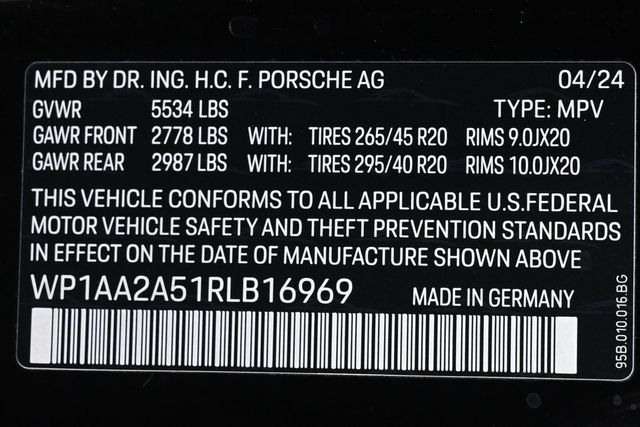 MFD BY DR. ING. H.C. F. PORSCHE AG 04/24
GVWR 5534 LBS TYPE: MPV
GAWR FRONT 2778 LBS WITH: TIRES 265/45 R20 RIMS 9.0JX20
GAWR REAR 2987 LBS WITH: TIRES 295/40 R20 RIMS 10.0JX20
THIS VEHICLE CONFORMS TO ALL APPLICABLE U.S.FEDERAL
MOTOR VEHICLE SAFETY AND THEFT PREVENTION STANDARDS
IN EFFECT ON THE DATE OF MANUFACTURE SHOWN ABOVE
WP1AA2A51RLB16969 MADE IN GERMANY
95B.010.016.BG